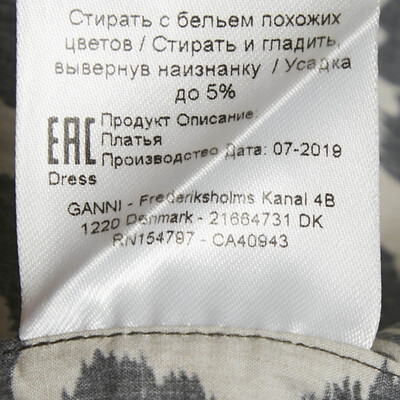 Стирать с бельем похожих
цветов / Стирать и гладить,
вывернув наизнанку / Усадка
до 5%
EAC
Продукт Описание:
Платья
Производство Дата: 07-2019
Dress
GANNI - Frederiksholms Kanal 4B
1220 Denmark - 21664731 DK
RN154797 - CA40943